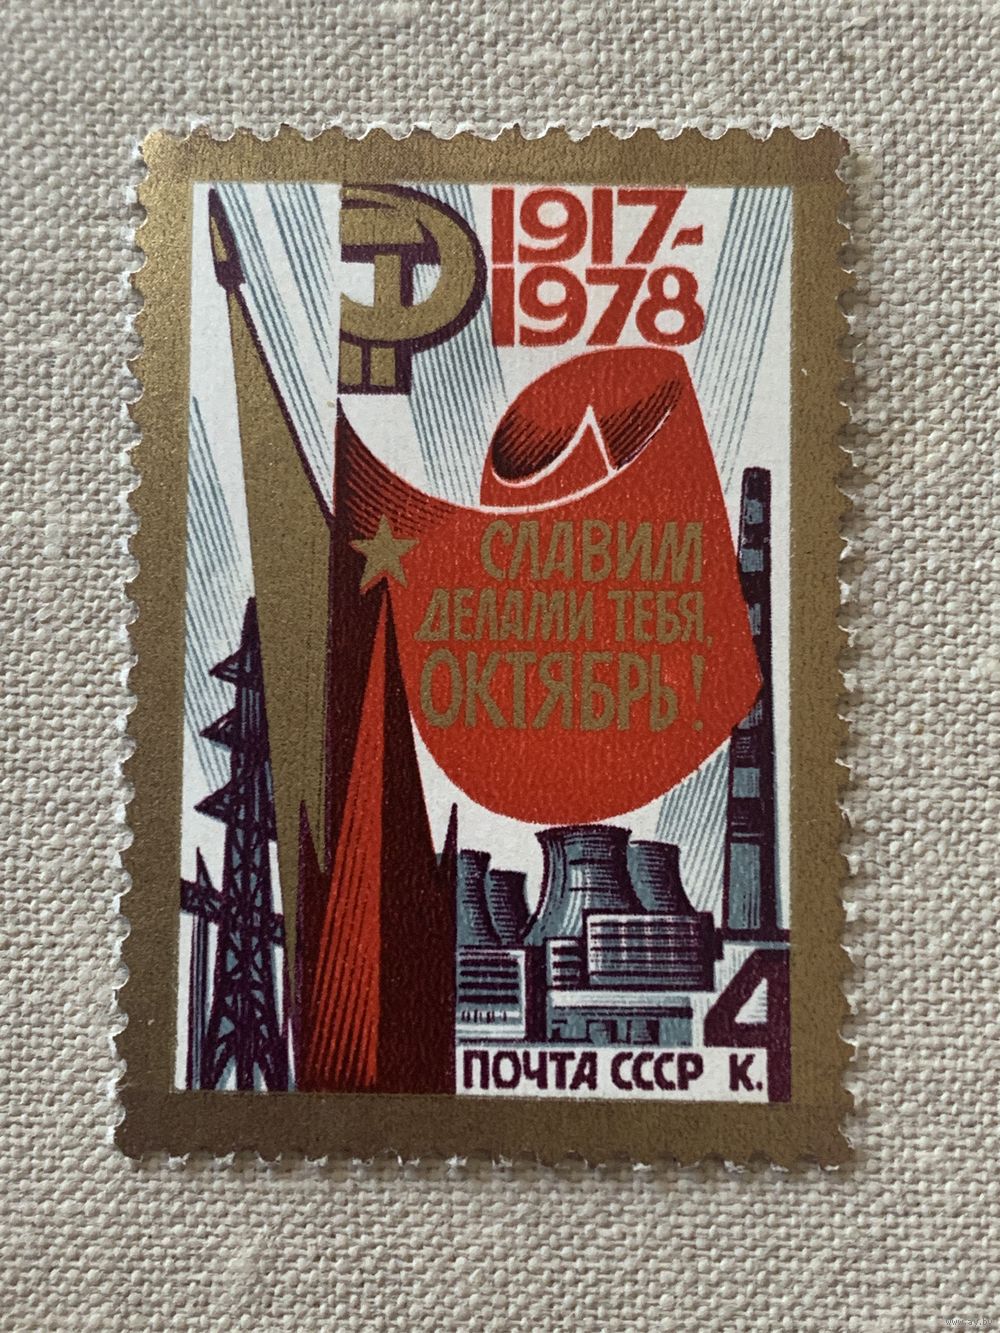 1917-
1978
СЛАВИМ
ДЕЛАМИ ТЕБЯ,
ОКТЯБРЬ!
4
ПОЧТА СССР К.